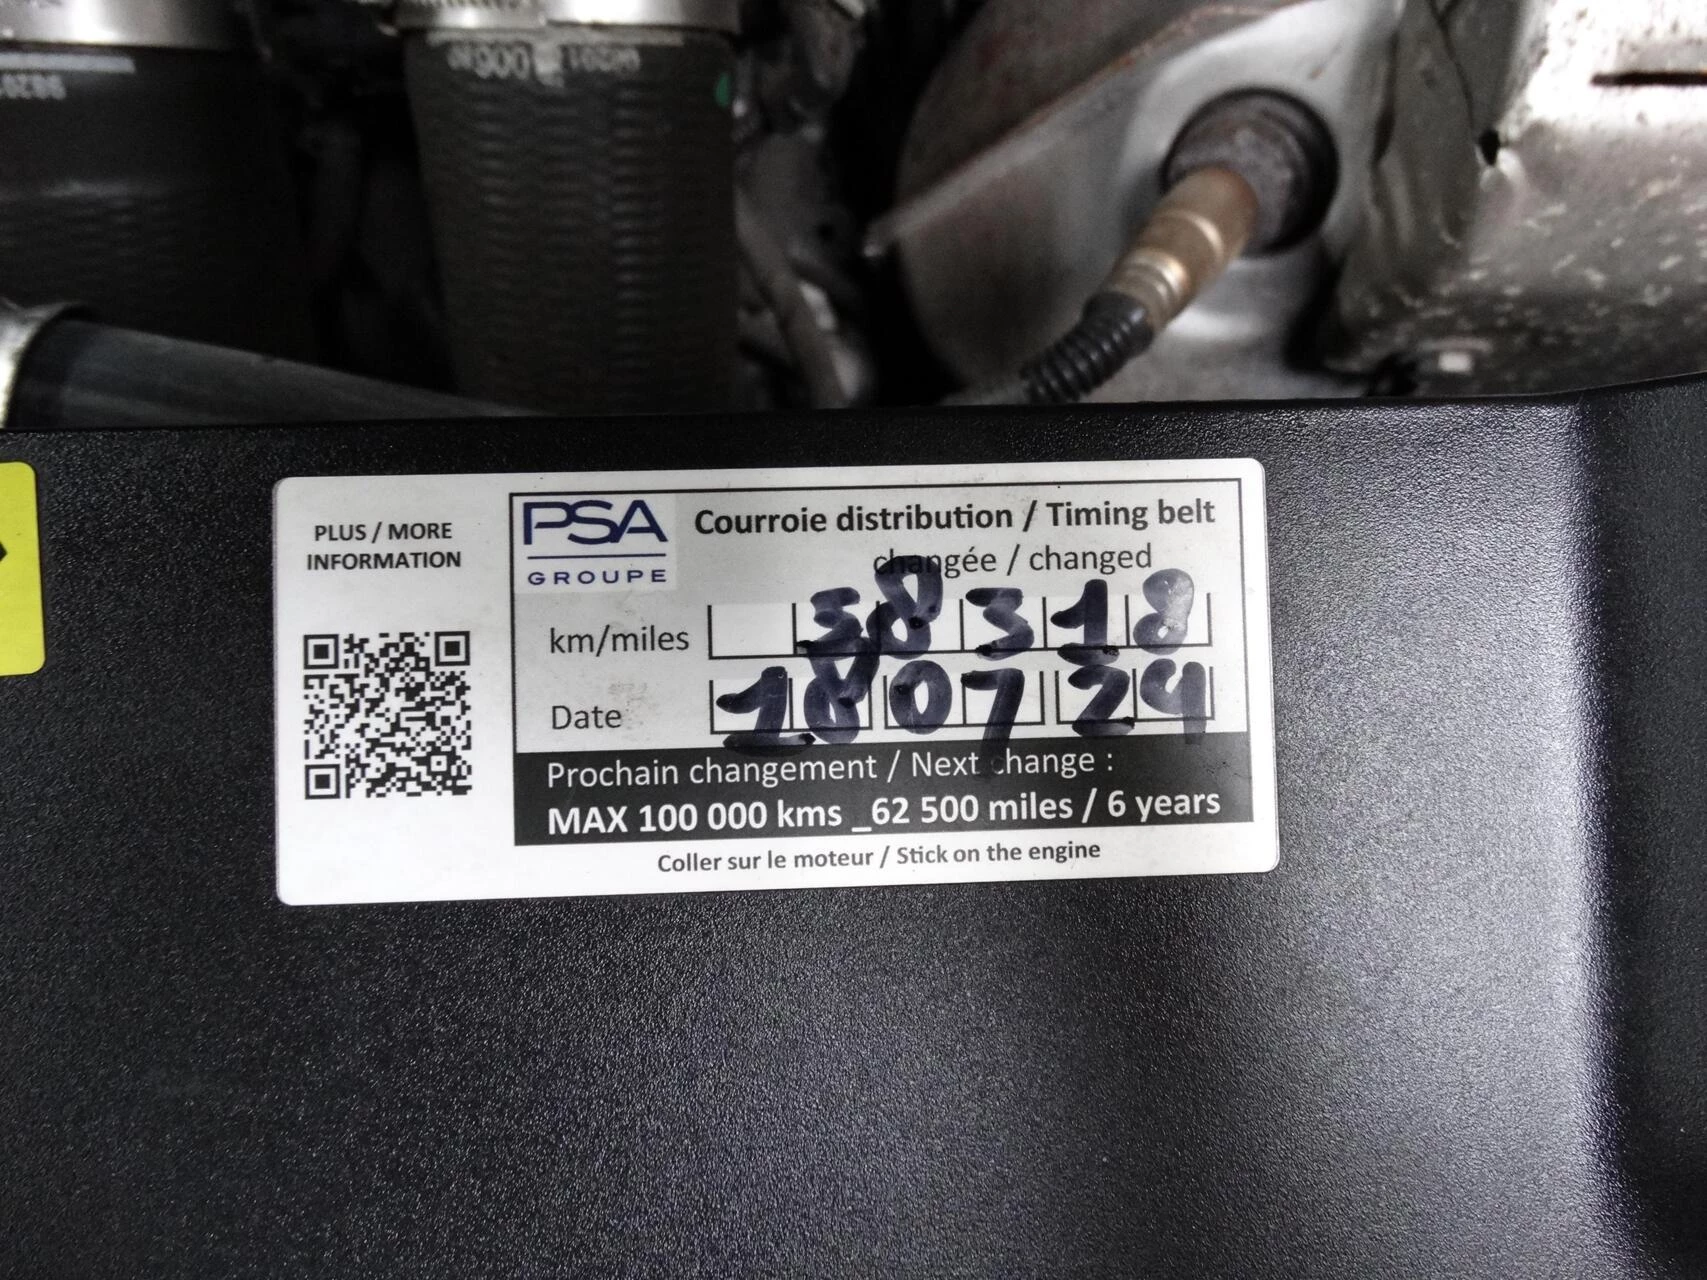 PLUS / MORE
INFORMATION
PSA
GROUPE
Courroie distribution / Timing belt
changée / changed
km/miles 58318
Date 180724
Prochain changement / Next change :
MAX 100 000 kms _62 500 miles / 6 years
Coller sur le moteur / Stick on the engine